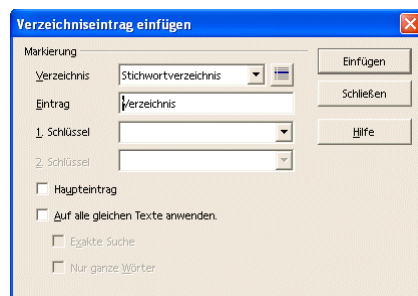 Verzeichniseintrag einfügen
Markierung
Verzeichnis
Stichwortverzeichnis
Einfügen
Eintrag
Verzeichnis
Schließen
1. Schlüssel
Hilfe
2. Schlüssel
Haupteintrag
Auf alle gleichen Texte anwenden.
Exakte Suche
Nur ganze Wörter